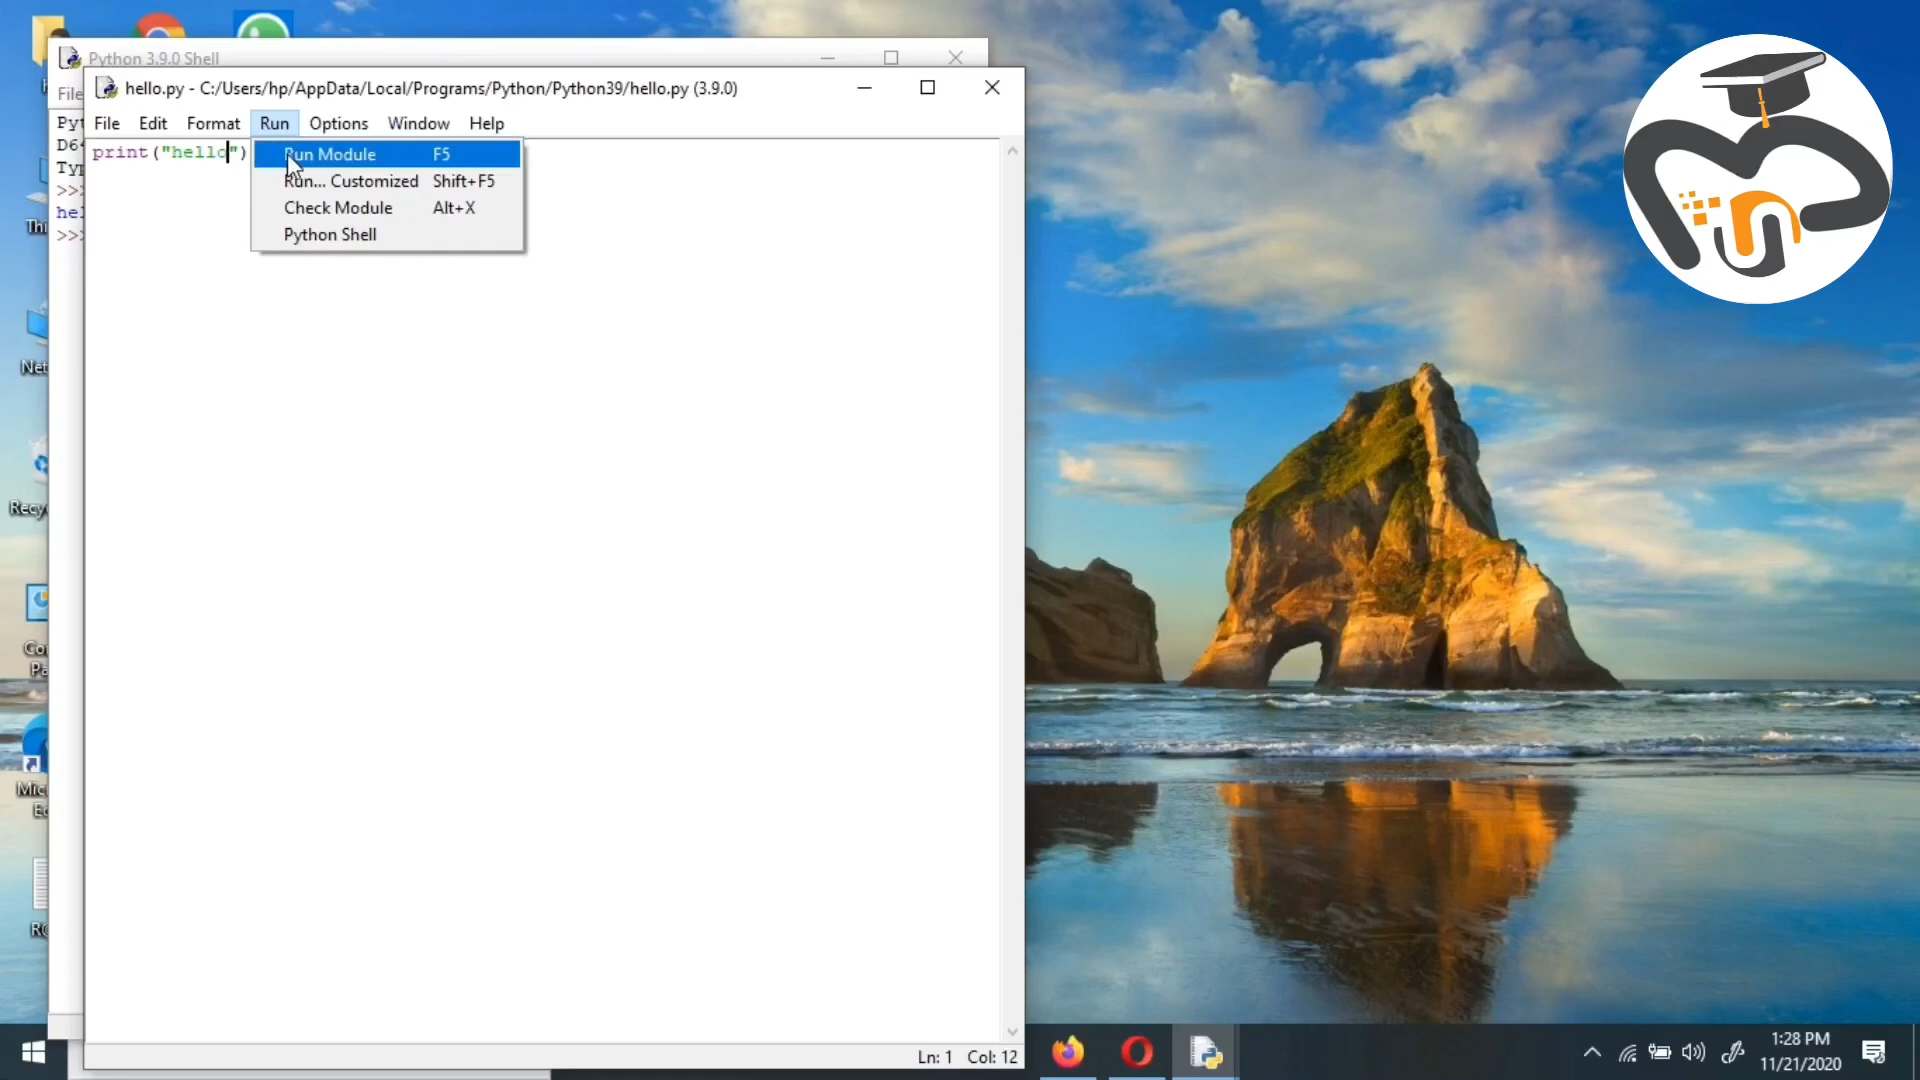 Python 3.9.0 Shell
hello.py - C:/Users/hp/AppData/Local/Programs/Python/Python39/hello.py (3.9.0)
File
File Edit Format Run Options Window Help
print("hello")
Run Module F5
Run... Customized Shift+F5
Check Module Alt+X
Python Shell
>>>
>>>
Ln: 1 Col: 12
1:28 PM
11/21/2020